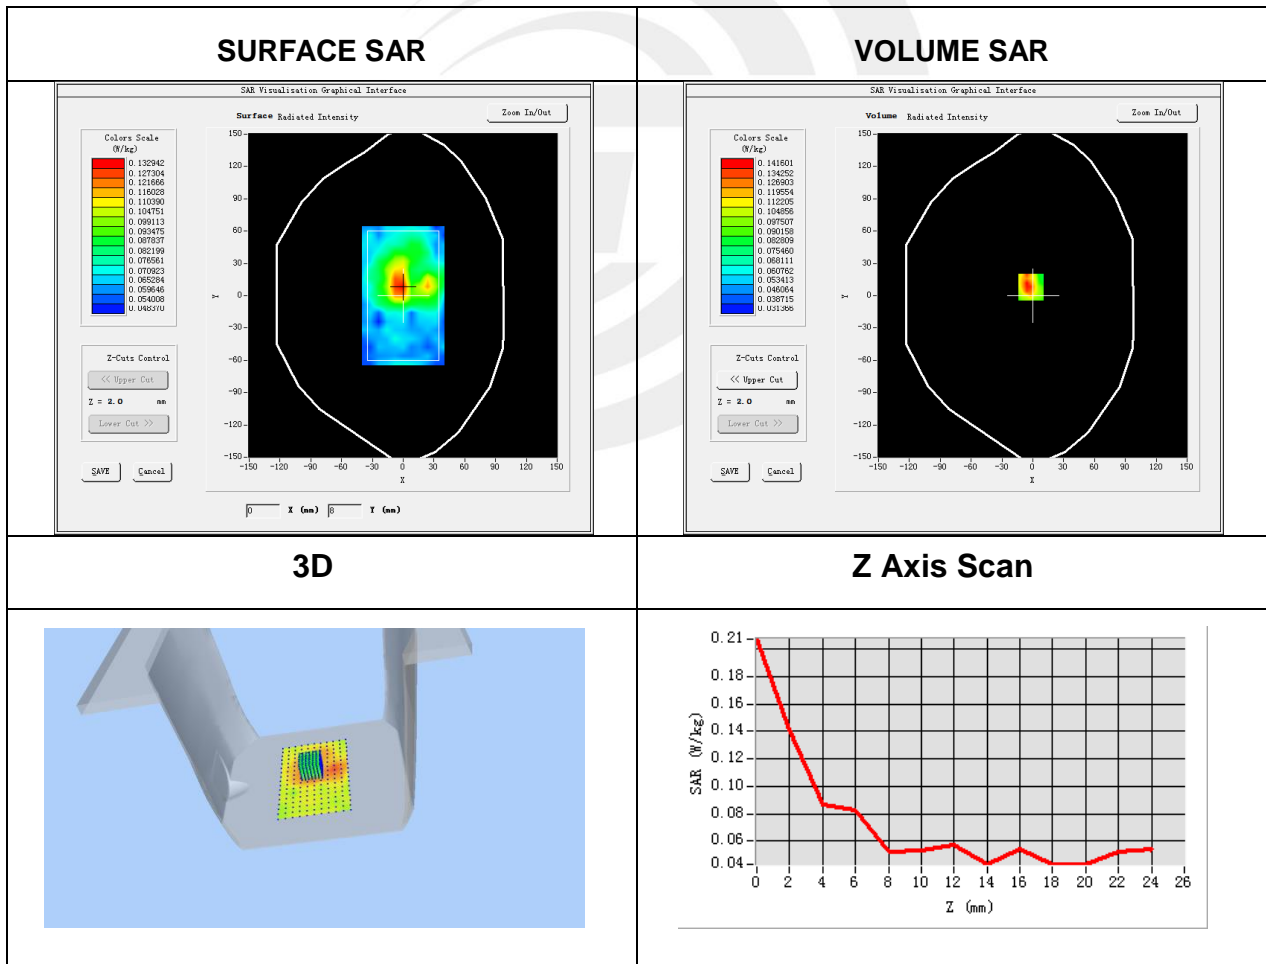 SURFACE SAR
VOLUME SAR
SAR Visualisation Graphical Interface
Surface Radiated Intensity
Zoom In/Out
Colors Scale
(W/kg)
0.132942
0.127304
0.121666
0.116028
0.110390
0.104751
0.099113
0.093475
0.087837
0.082199
0.076561
0.070923
0.065284
0.059646
0.054008
0.048370
Z-Cuts Control
<< Upper Cut
Z = 2.0 mm
Lower Cut >>
SAVE Cancel
150
120
90
60
30
0
-30
-60
-90
-120
-150
Y
-150 -120 -90 -60 -30 0 30 60 90 120 150
X
0 X (mm) 8 Y (mm)
SAR Visualisation Graphical Interface
Volume Radiated Intensity
Zoom In/Out
Colors Scale
(W/kg)
0.141601
0.134252
0.126903
0.119554
0.112205
0.104856
0.097507
0.090158
0.082809
0.075460
0.068111
0.060762
0.053413
0.046064
0.038715
0.031366
Z-Cuts Control
<< Upper Cut
Z = 2.0 mm
Lower Cut >>
SAVE Cancel
150
120
90
60
30
0
-30
-60
-90
-120
-150
Y
-150 -120 -90 -60 -30 0 30 60 90 120 150
X
3D
Z Axis Scan
0.21
0.18
0.16
0.14
0.12
0.10
0.08
0.06
0.04
SAR (W/kg)
0 2 4 6 8 10 12 14 16 18 20 22 24 26
Z (mm)